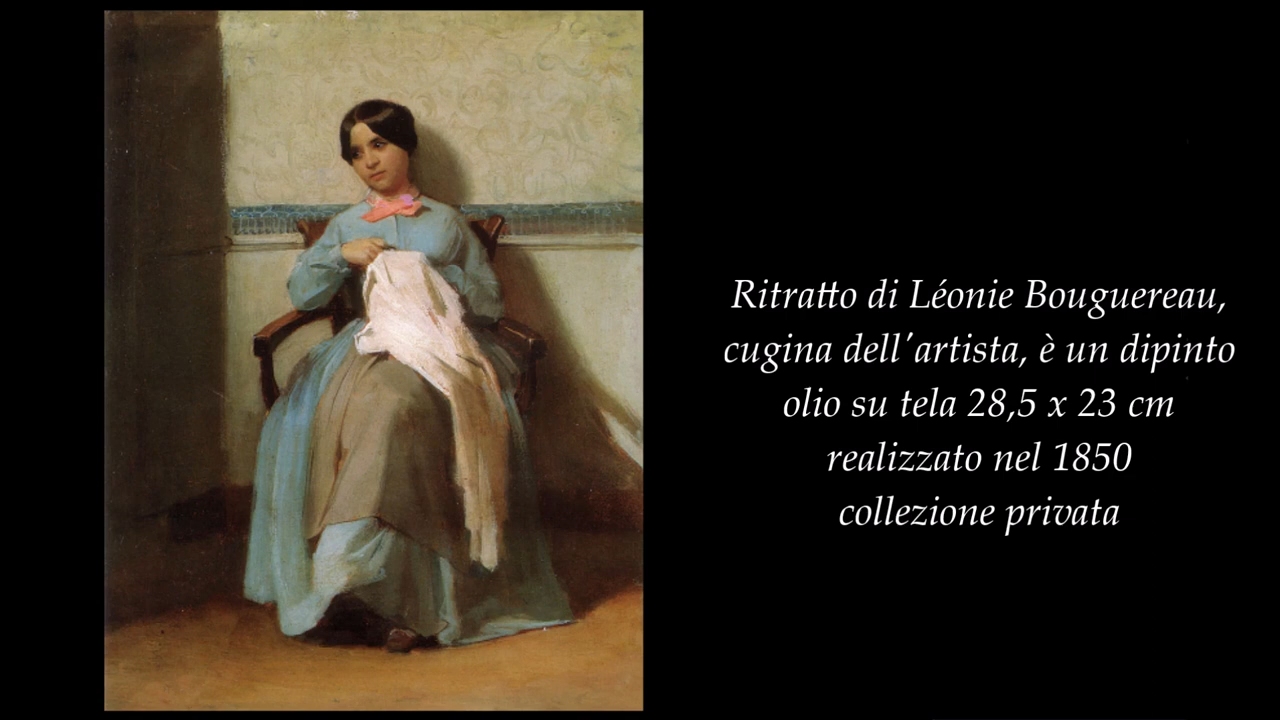 Ritratto di Léonie Bouguereau,
cugina dell'artista, è un dipinto
olio su tela 28,5 x 23 cm
realizzato nel 1850
collezione privata